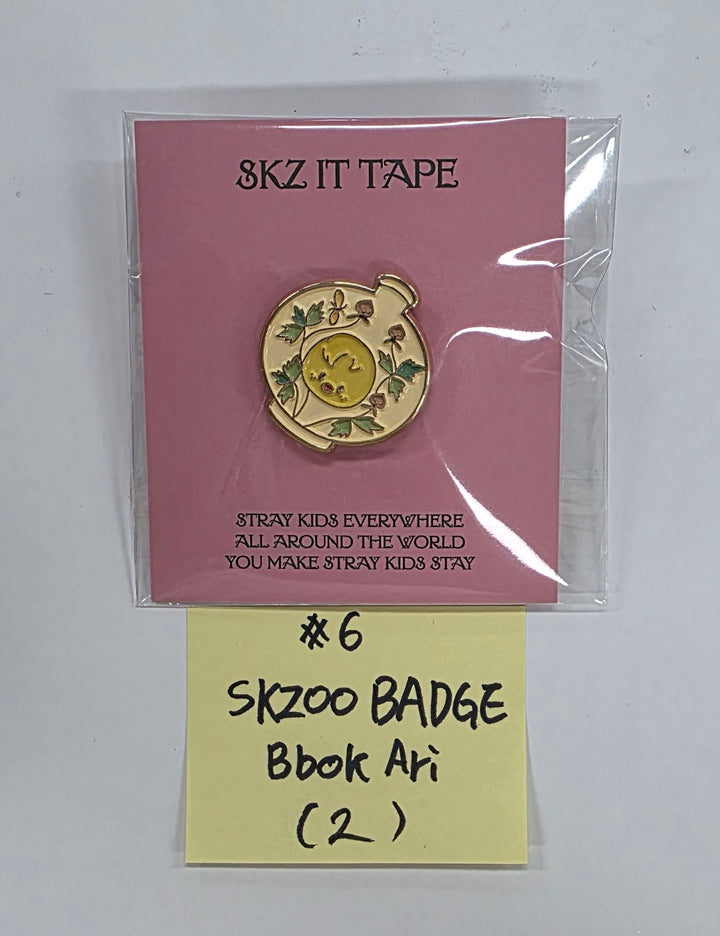 SKZ IT TAPE
STRAY KIDS EVERYWHERE
ALL AROUND THE WORLD
YOU MAKE STRAY KIDS STAY
#6
SKZOO BADGE
Bbok Ari
(2)